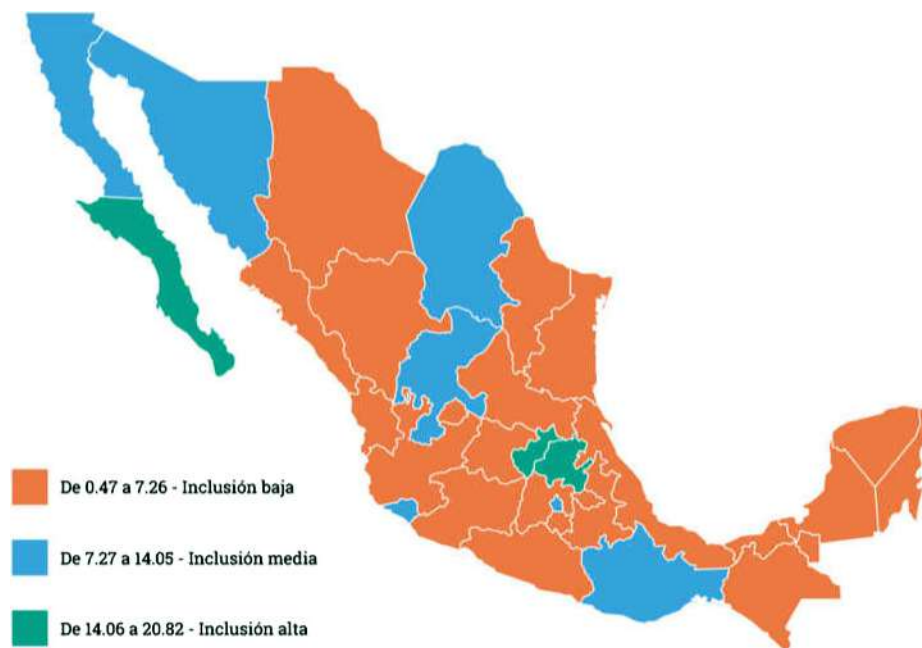 De 0.47 a 7.26 - Inclusión baja
De 7.27 a 14.05 - Inclusión media
De 14.06 a 20.82 - Inclusión alta